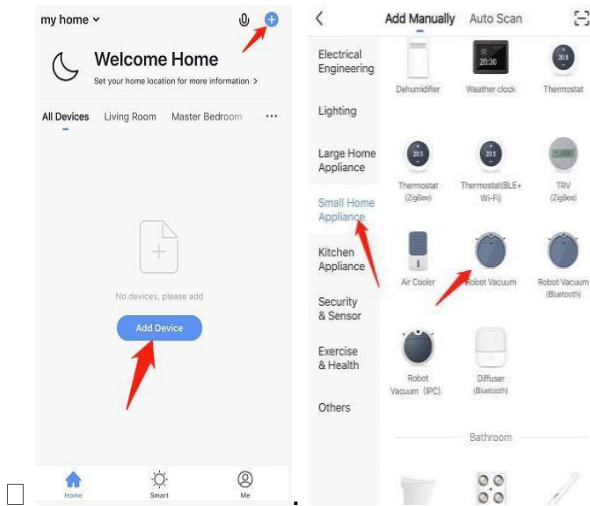 my home
Welcome Home
Set your home location for more information >
All Devices Living Room Master Bedroom ...
No devices, please add
Add Device
Home Smart Me
Add Manually Auto Scan
Electrical
Engineering
Lighting
Large Home
Appliance
Small Home
Appliance
Kitchen
Appliance
Security
& Sensor
Exercise
& Health
Others
20:30
Dehumidifier Weather clock Thermostat
Thermostat
(ZigBee)
Thermostat(BLE+
Wi-Fi)
TRV
(ZigBee)
Air Cooler Robot Vacuum Robot Vacuum
(Bluetooth)
Robot
Vacuum (IPC)
Diffuser
(Bluetooth)
Bathroom